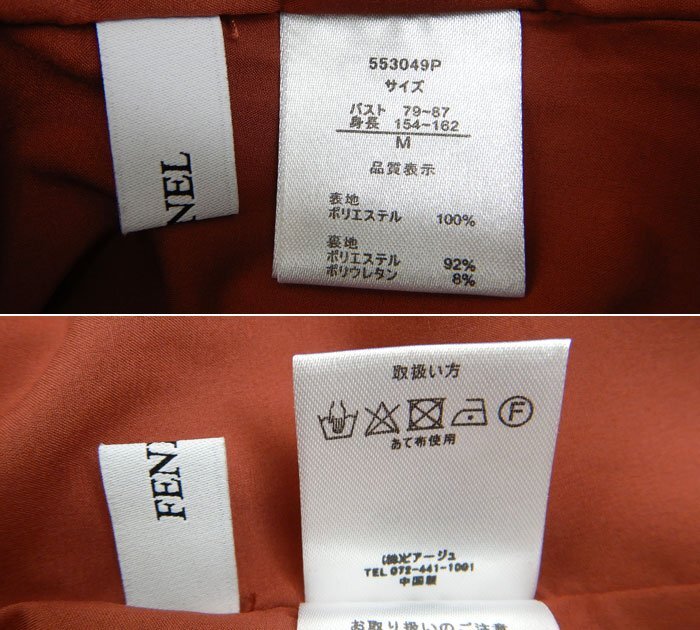 NEL
553049P
サイズ
バスト 79~87
身長 154~162
M
品質表示
表地
ポリエステル 100%
裏地
ポリエステル 92%
ポリウレタン 8%
FEN
取扱い方
F
あて布使用
(株)ビアージュ
TEL 072-441-1001
中国製
お取り扱いのご注意